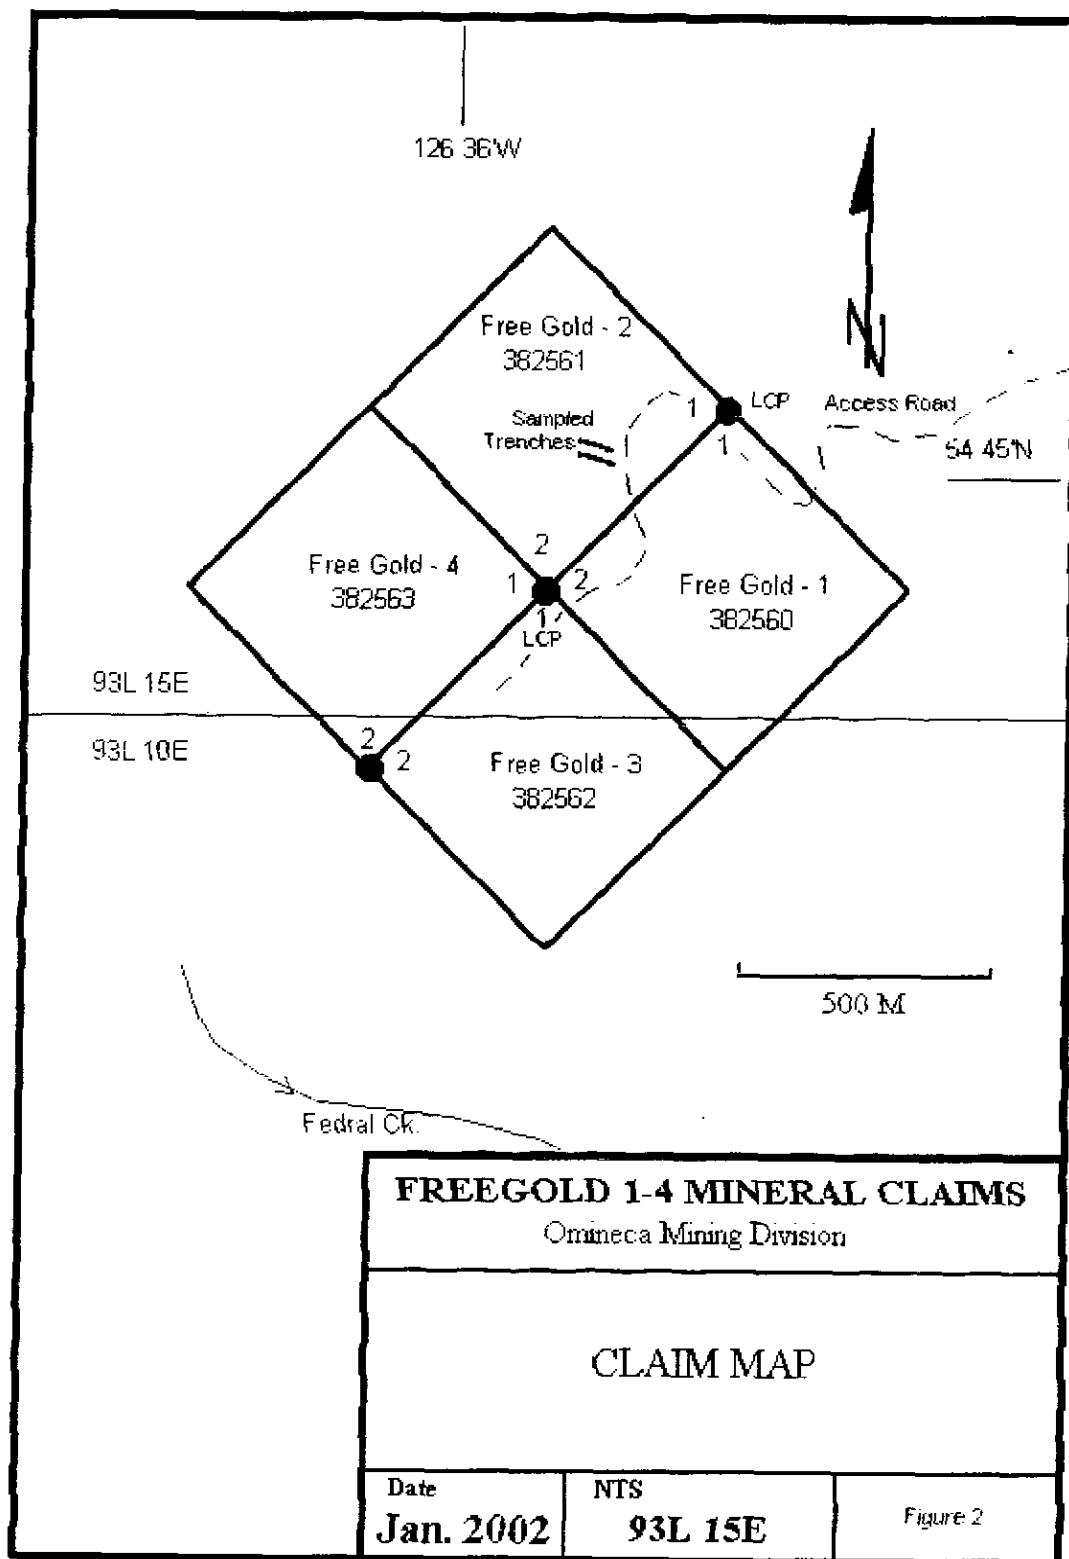 126 36'W
N
Free Gold - 2
382561
Sampled
Trenches
1
LCP
1
Access Road
54 45'N
Free Gold - 4
382563
2
1
2
1
LCP
Free Gold - 1
382560
93L 15E
93L 10E
2
2
Free Gold - 3
382562
500 M
Fedral Ck.
FREEGOLD 1-4 MINERAL CLAIMS
Omineca Mining Division
CLAIM MAP
Date
Jan. 2002
NTS
93L 15E
Figure 2